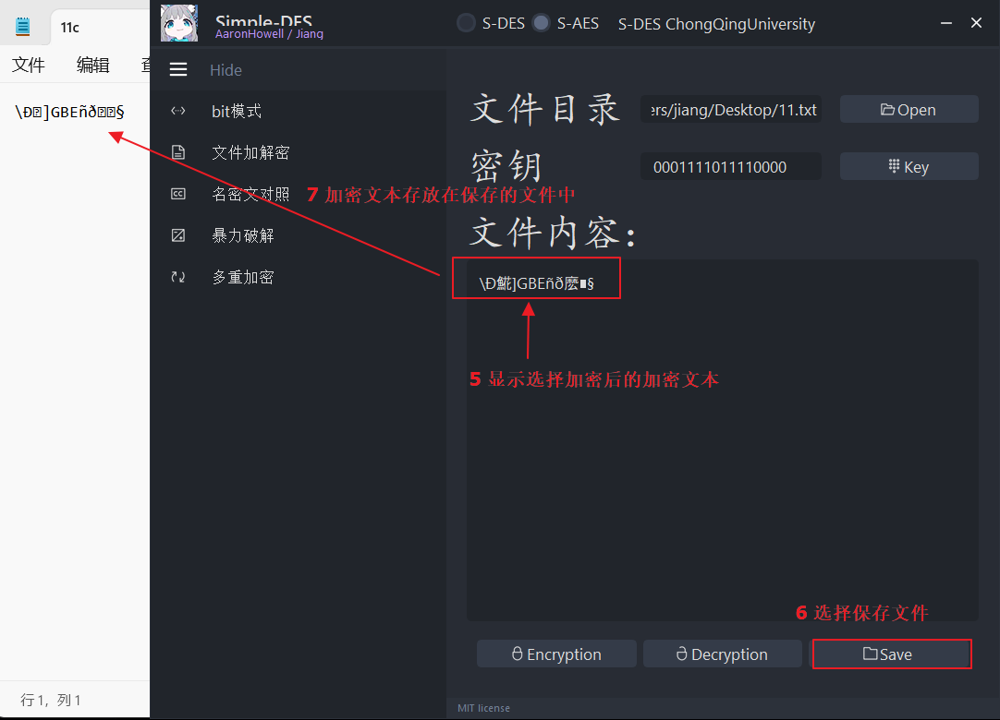 11c
文件 编辑
\Ð]GBEñð§
行 1，列 1
Simple-DES
AaronHowell / Jiang
S-DES S-AES S-DES ChongQingUniversity
Hide
bit模式
文件加解密
名密文对照
暴力破解
多重加密
文件目录 ers/jiang/Desktop/11.txt Open
密钥 0001111011110000 Key
7 加密文本存放在保存的文件中
文件内容：
\Ð鯎]GBEñð麽∎§
5 显示选择加密后的加密文本
6 选择保存文件
Encryption Decryption Save
MIT license